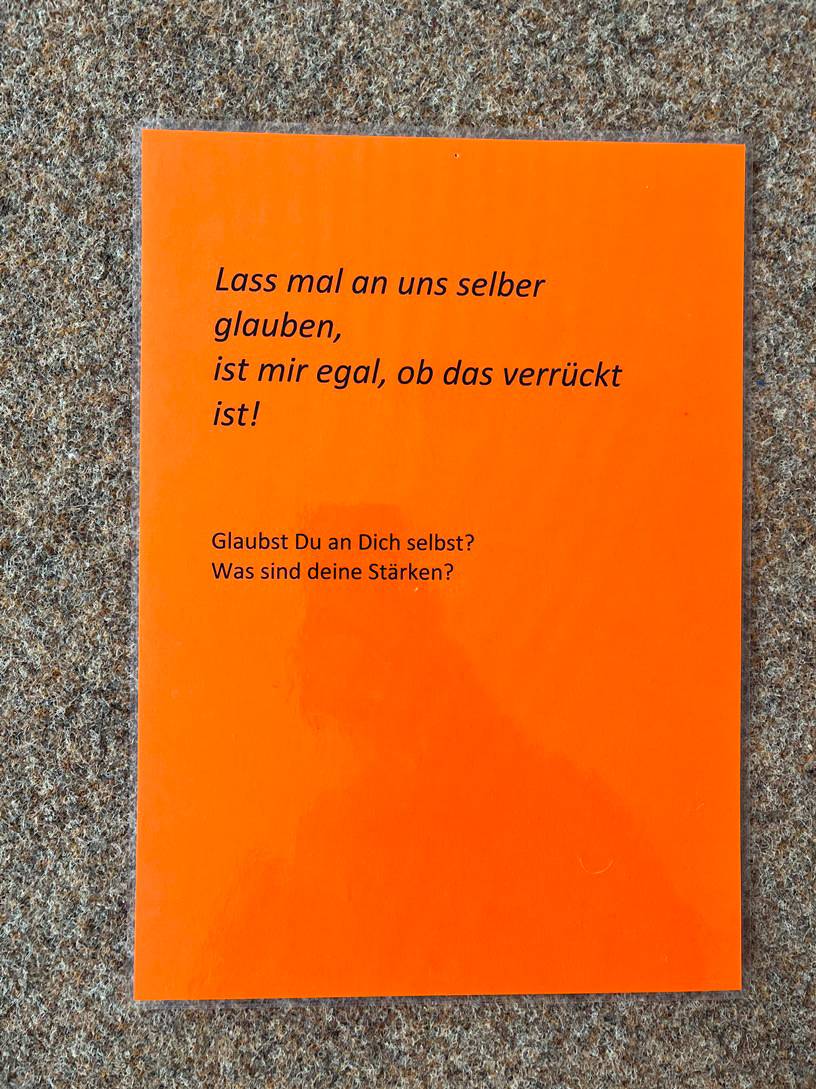 Lass mal an uns selber
glauben,
ist mir egal, ob das verrückt
ist!
Glaubst Du an Dich selbst?
Was sind deine Stärken?